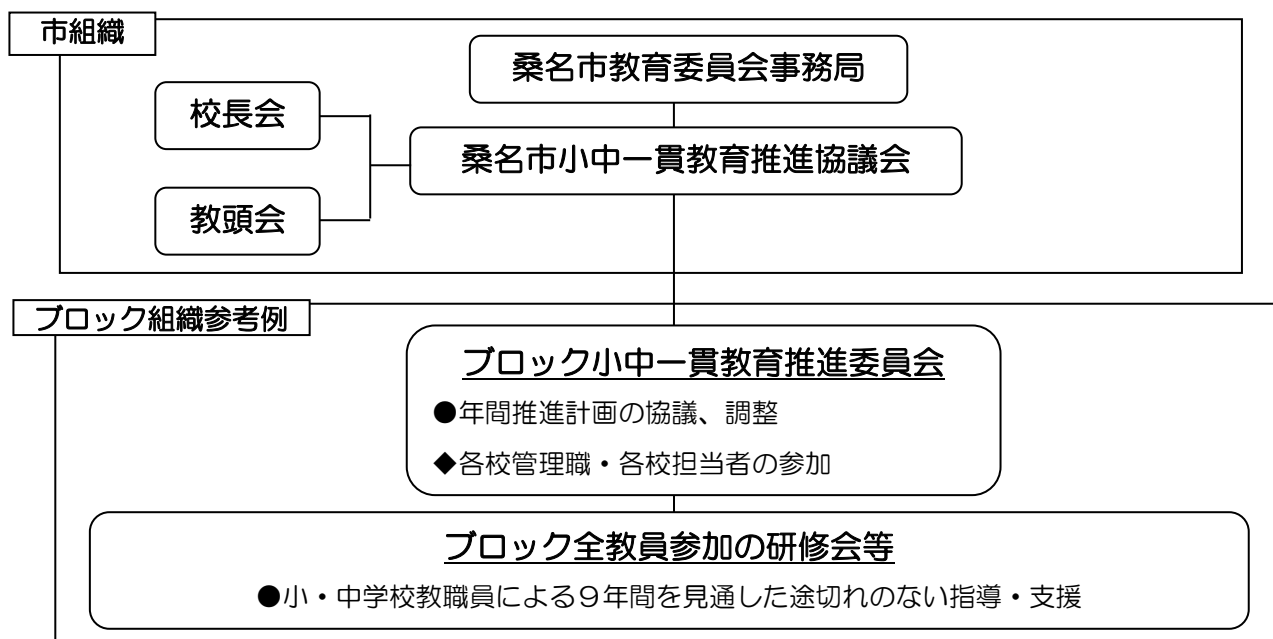 市組織
桑名市教育委員会事務局
校長会
桑名市小中一貫教育推進協議会
教頭会
ブロック組織参考例
ブロック小中一貫教育推進委員会
●年間推進計画の協議、調整
◆各校管理職・各校担当者の参加
ブロック全教員参加の研修会等
●小・中学校教職員による９年間を見通した途切れのない指導・支援